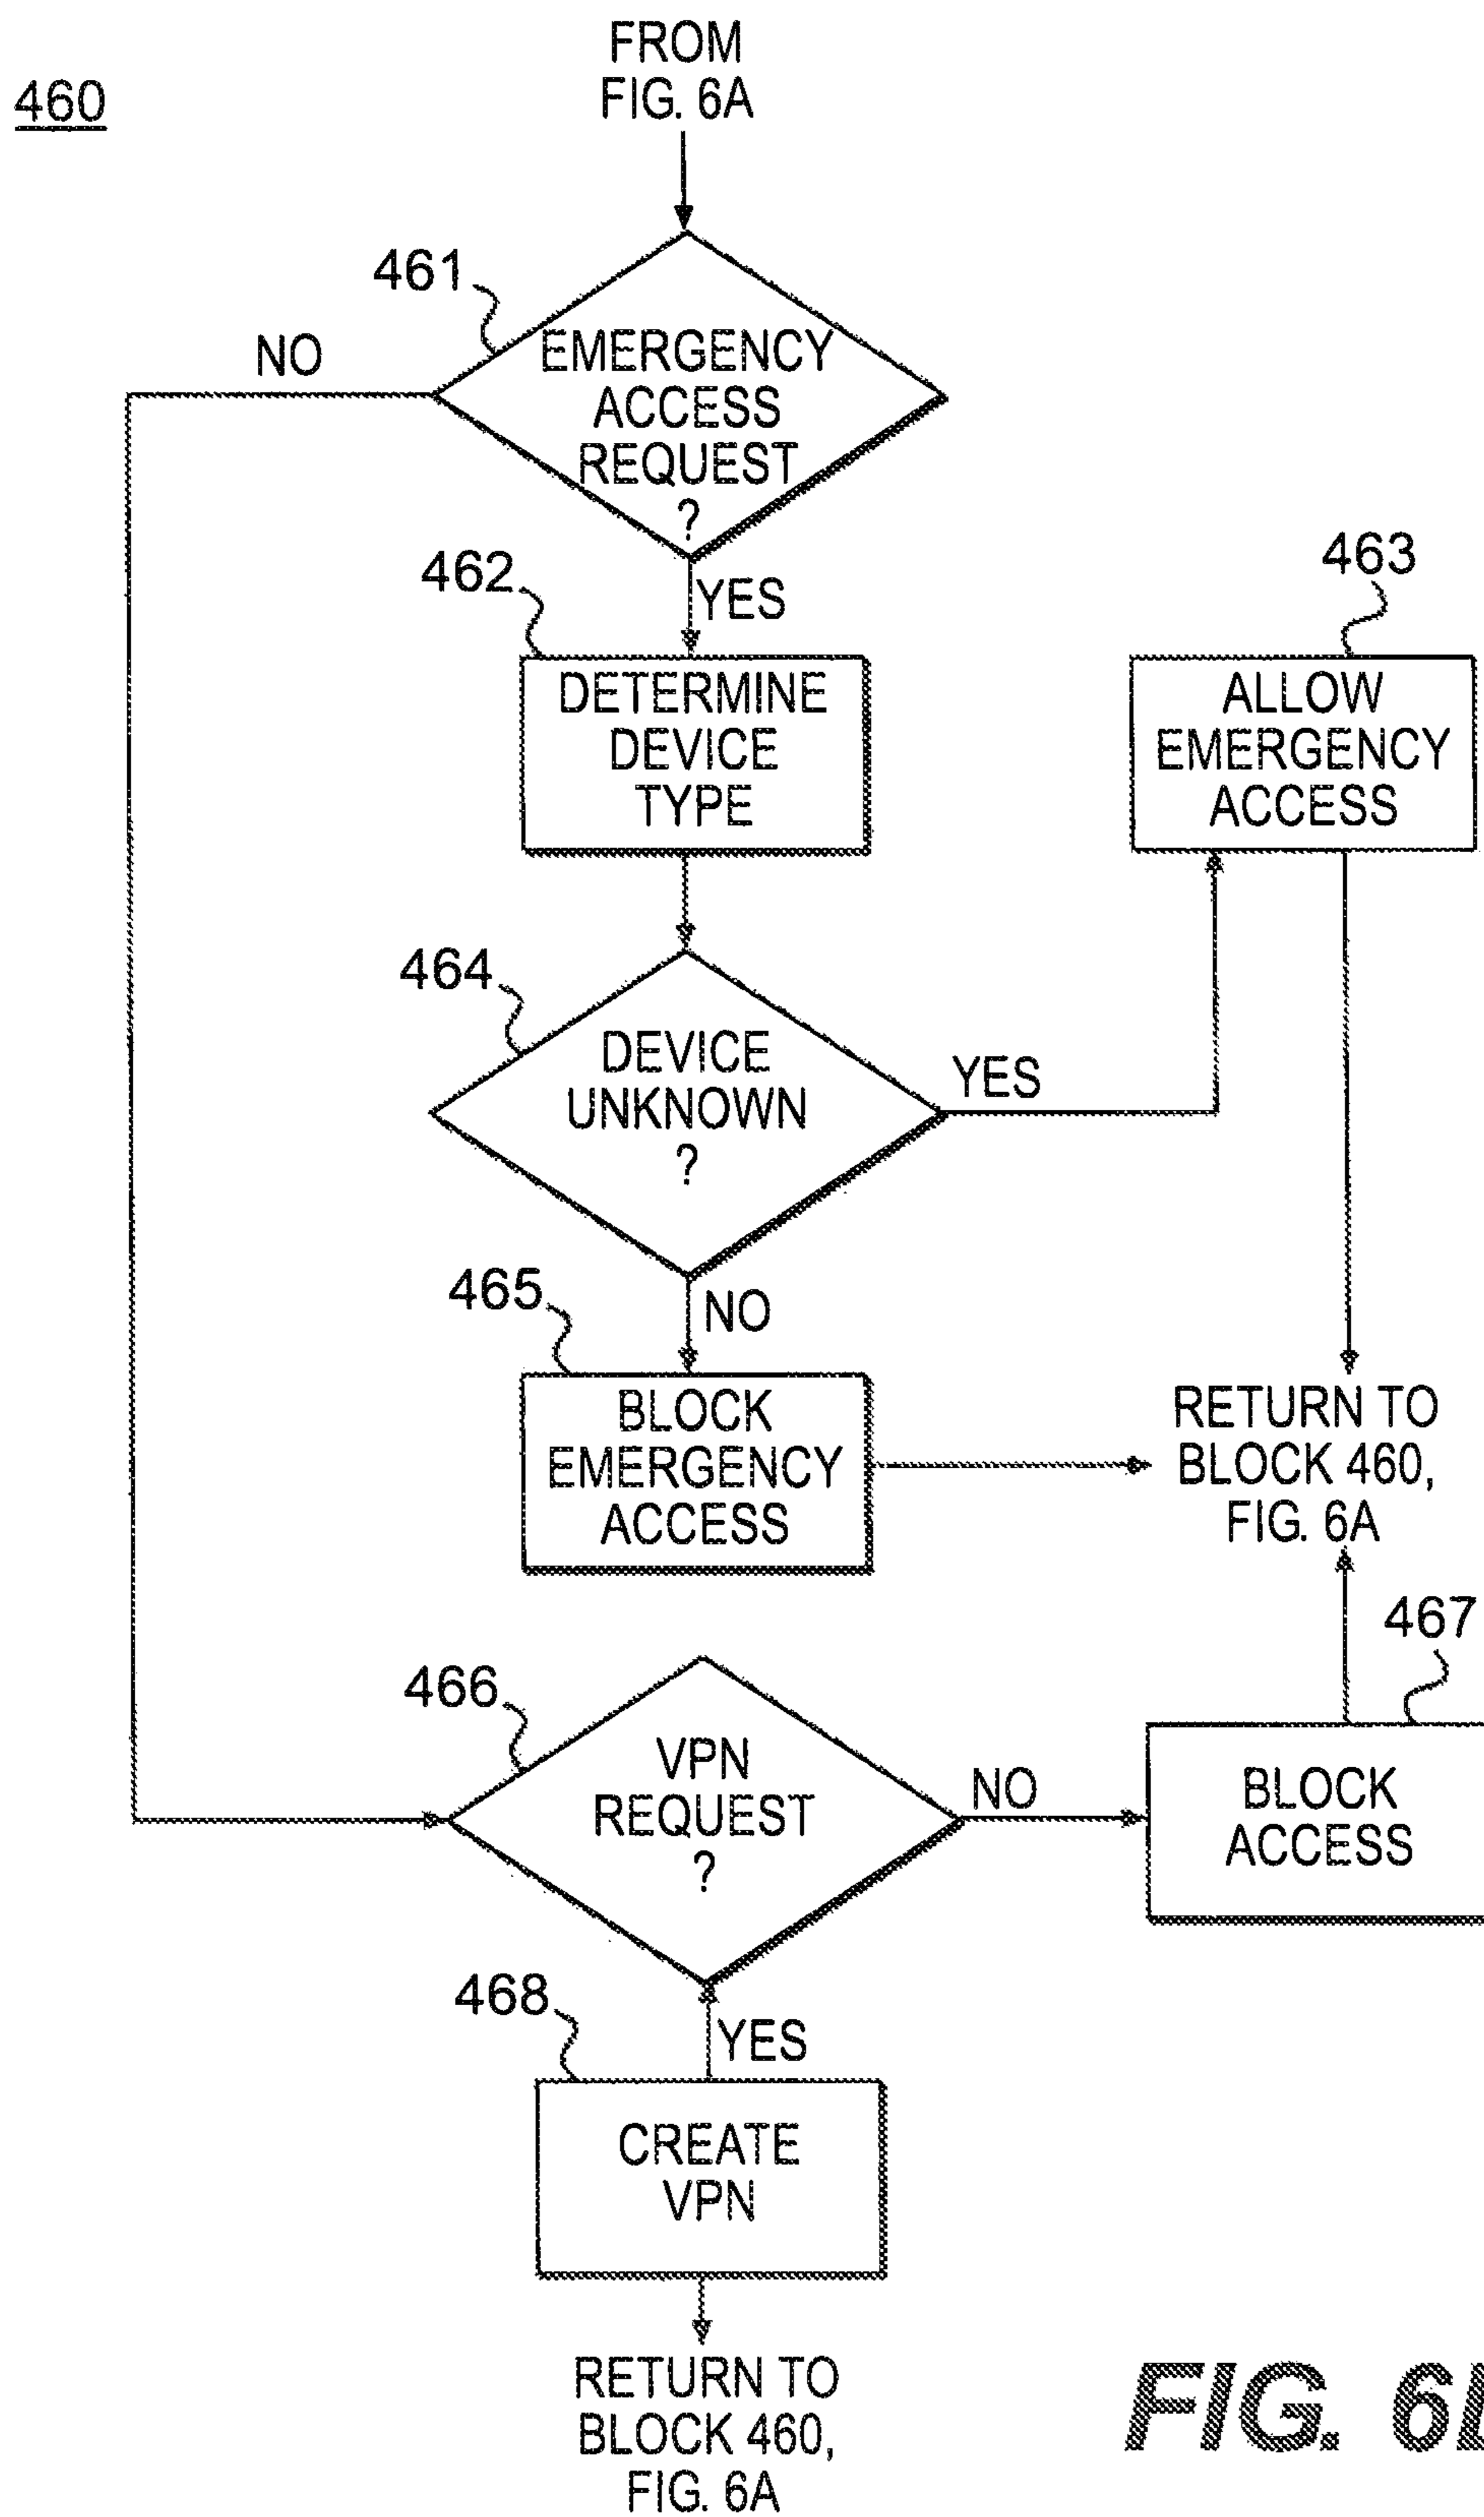 FROM
FIG. 6A
460
461
EMERGENCY
ACCESS
REQUEST
?
NO
YES
462
DETERMINE
DEVICE
TYPE
463
ALLOW
EMERGENCY
ACCESS
464
DEVICE
UNKNOWN
?
YES
NO
465
BLOCK
EMERGENCY
ACCESS
RETURN TO
BLOCK 460,
FIG. 6A
466
VPN
REQUEST
?
NO
467
BLOCK
ACCESS
YES
468
CREATE
VPN
RETURN TO
BLOCK 460,
FIG. 6A
FIG.